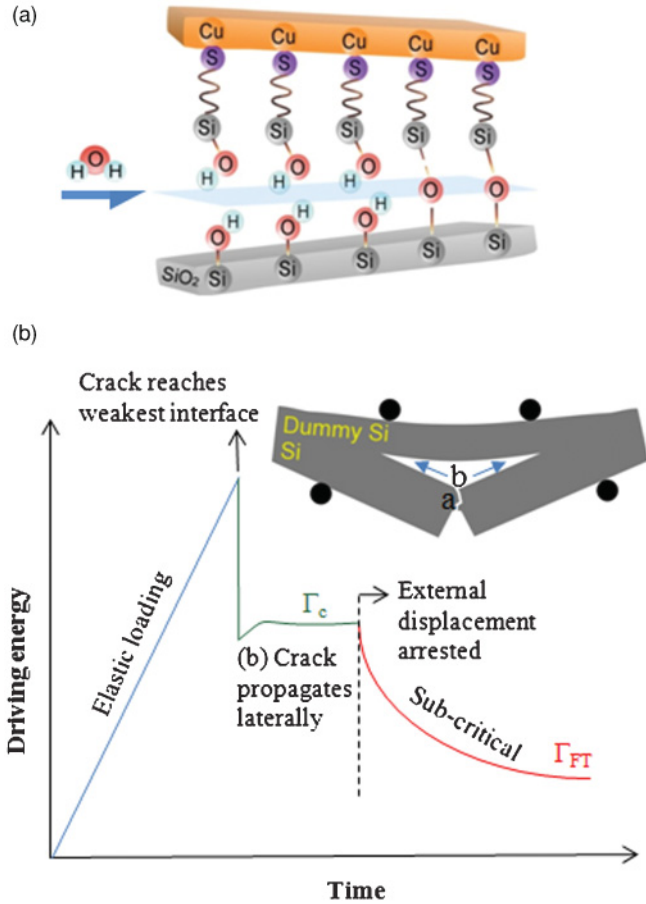 (a)
Cu Cu Cu Cu Cu
S S S S S
Si Si Si Si Si
O O O
H O H
H H H
O O
H H H
O O O
SiO₂
Si Si Si Si Si
(b)
Crack reaches
weakest interface
Dummy Si
Si
b
a
Driving energy
Elastic loading
Γc
(b) Crack
propagates
laterally
External
displacement
arrested
Sub-critical
ΓFT
Time